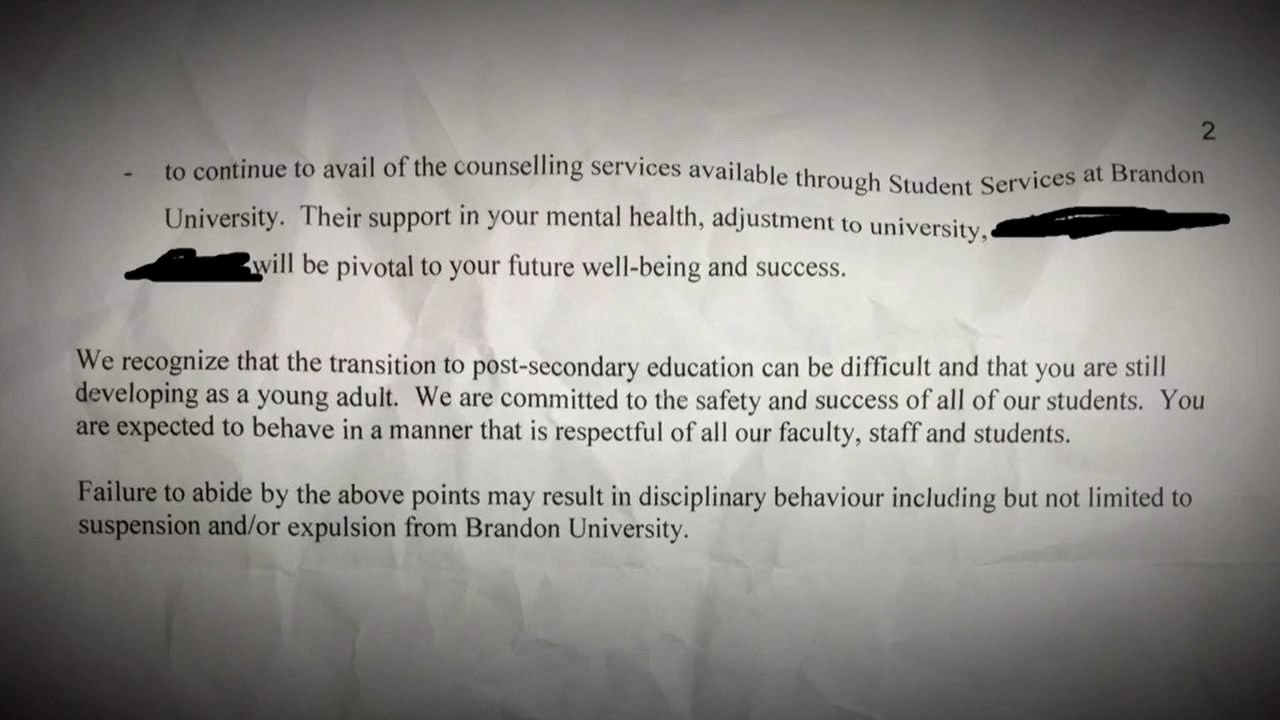 2
- to continue to avail of the counselling services available through Student Services at Brandon
University. Their support in your mental health, adjustment to university,
will be pivotal to your future well-being and success.
We recognize that the transition to post-secondary education can be difficult and that you are still
developing as a young adult. We are committed to the safety and success of all of our students. You
are expected to behave in a manner that is respectful of all our faculty, staff and students.
Failure to abide by the above points may result in disciplinary behaviour including but not limited to
suspension and/or expulsion from Brandon University.